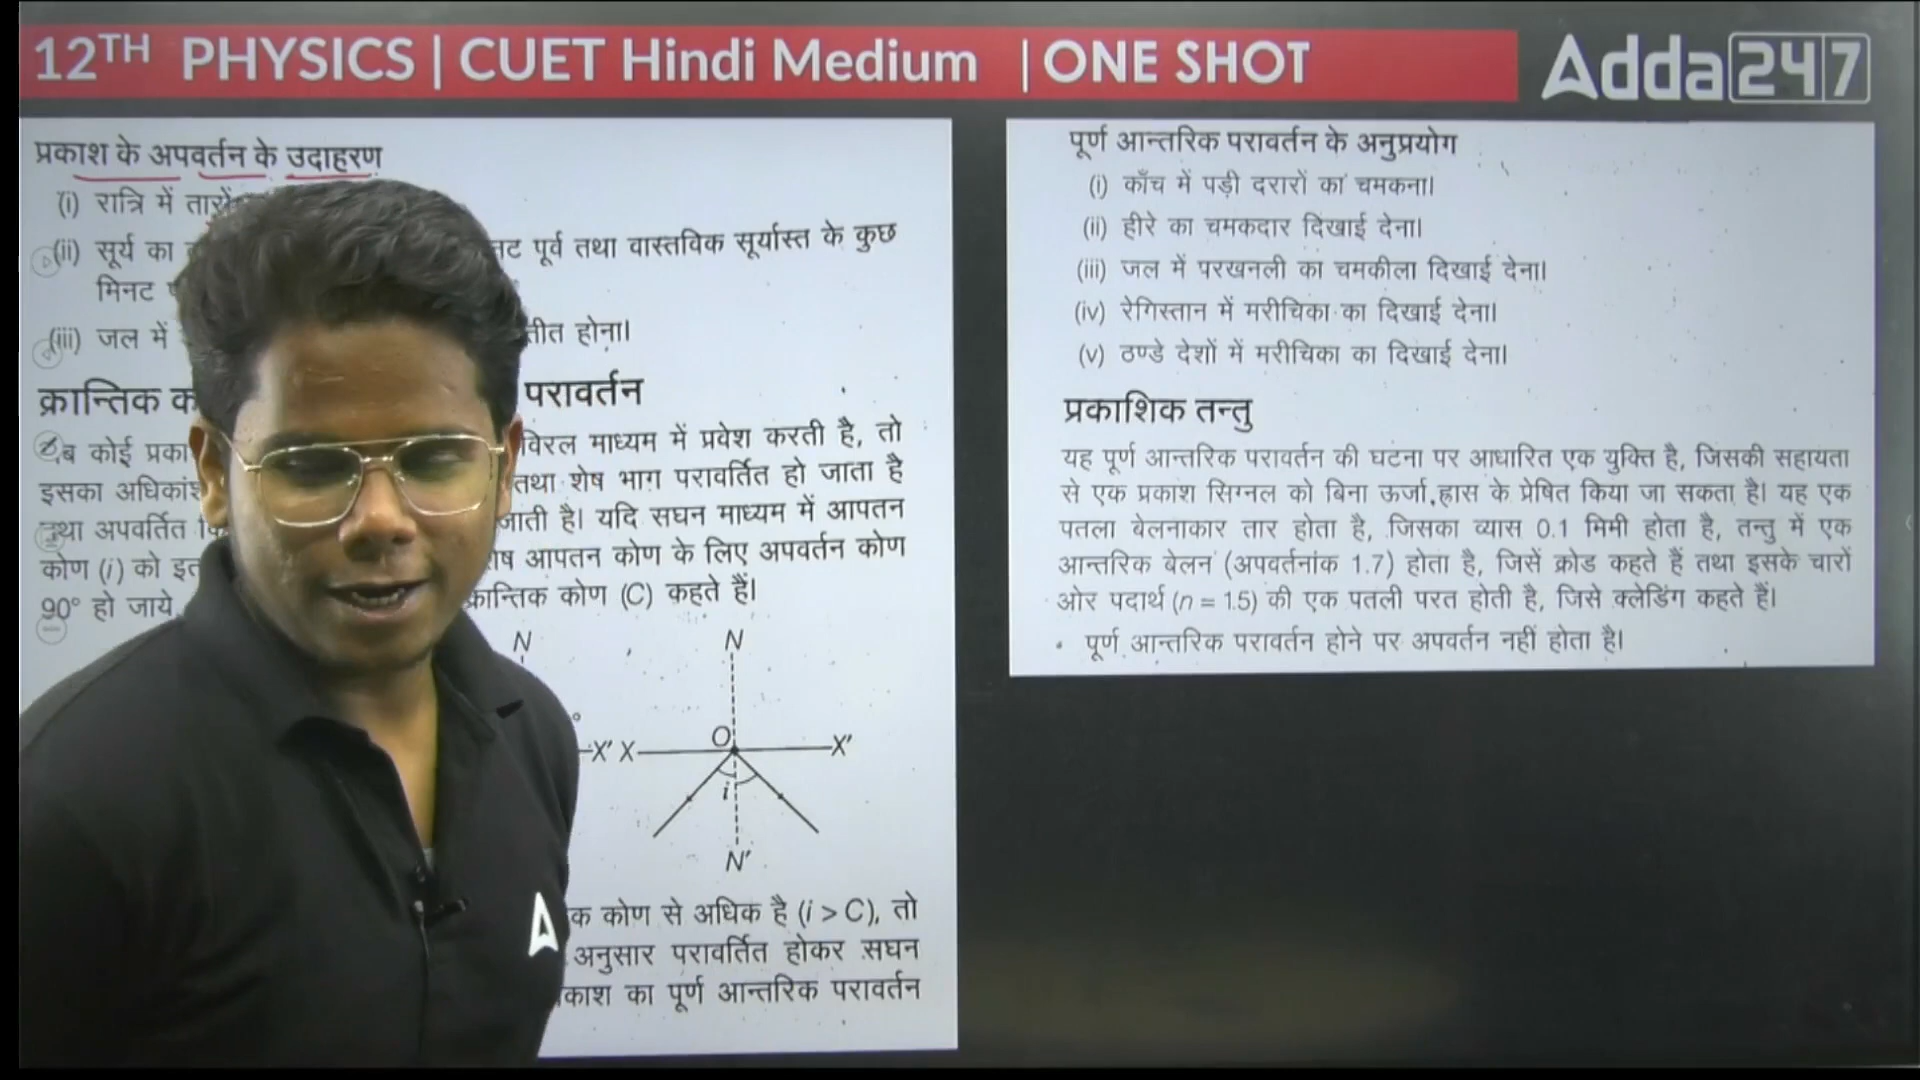 12TH PHYSICS | CUET Hindi Medium | ONE SHOT
Adda247
प्रकाश के अपवर्तन के उदाहरण
(i) रात्रि में तारों
(ii) सूर्य का
पूर्व तथा वास्तविक सूर्यास्त के कुछ
मिनट
(iii) जल में
होना।
क्रान्तिक
परावर्तन
कोई
विरल माध्यम में प्रवेश करती है, तो
इसका
तथा शेष भाग परावर्तित हो जाता है
तथा अपवर्तित
जाती है। यदि सघन माध्यम में आपतन
कोण (i) को
आपतन कोण के लिए अपवर्तन कोण
90° हो जाये
क्रान्तिक कोण (C) कहते हैं।
N
N
O
X' X
X'
i
N'
कोण से अधिक है (i > C), तो
अनुसार परावर्तित होकर सघन
का पूर्ण आन्तरिक परावर्तन
पूर्ण आन्तरिक परावर्तन के अनुप्रयोग
(i) काँच में पड़ी दरारों का चमकना।
(ii) हीरे का चमकदार दिखाई देना।
(iii) जल में परखनली का चमकीला दिखाई देना।
(iv) रेगिस्तान में मरीचिका का दिखाई देना।
(v) ठण्डे देशों में मरीचिका का दिखाई देना।
प्रकाशिक तन्तु
यह पूर्ण आन्तरिक परावर्तन की घटना पर आधारित एक युक्ति है, जिसकी सहायता
से एक प्रकाश सिग्नल को बिना ऊर्जा ह्रास के प्रेषित किया जा सकता है। यह एक
पतला बेलनाकार तार होता है, जिसका व्यास 0.1 मिमी होता है, तन्तु में एक
आन्तरिक बेलन (अपवर्तनांक 1.7) होता है, जिसें क्रोड कहते हैं तथा इसके चारों
ओर पदार्थ (n = 1.5) की एक पतली परत होती है, जिसे क्लेडिंग कहते हैं।
• पूर्ण आन्तरिक परावर्तन होने पर अपवर्तन नहीं होता है।